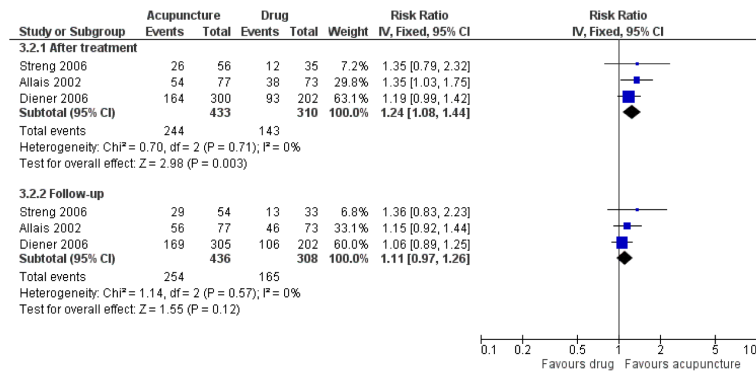 Acupuncture Drug Risk Ratio Risk Ratio
Study or Subgroup Events Total Events Total Weight IV, Fixed, 95% CI IV, Fixed, 95% CI
3.2.1 After treatment
Streng 2006 26 56 12 35 7.2% 1.35 [0.79, 2.32]
Allais 2002 54 77 38 73 29.8% 1.35 [1.03, 1.75]
Diener 2006 164 300 93 202 63.1% 1.19 [0.99, 1.42]
Subtotal (95% CI) 433 310 100.0% 1.24 [1.08, 1.44]
Total events 244 143
Heterogeneity: Chi² = 0.70, df = 2 (P = 0.71); I² = 0%
Test for overall effect: Z = 2.98 (P = 0.003)
3.2.2 Follow-up
Streng 2006 29 54 13 33 6.8% 1.36 [0.83, 2.23]
Allais 2002 56 77 46 73 33.1% 1.15 [0.92, 1.44]
Diener 2006 169 305 106 202 60.0% 1.06 [0.89, 1.25]
Subtotal (95% CI) 436 308 100.0% 1.11 [0.97, 1.26]
Total events 254 165
Heterogeneity: Chi² = 1.14, df = 2 (P = 0.57); I² = 0%
Test for overall effect: Z = 1.55 (P = 0.12)
0.1 0.2 0.5 1 2 5 10
Favours drug Favours acupuncture